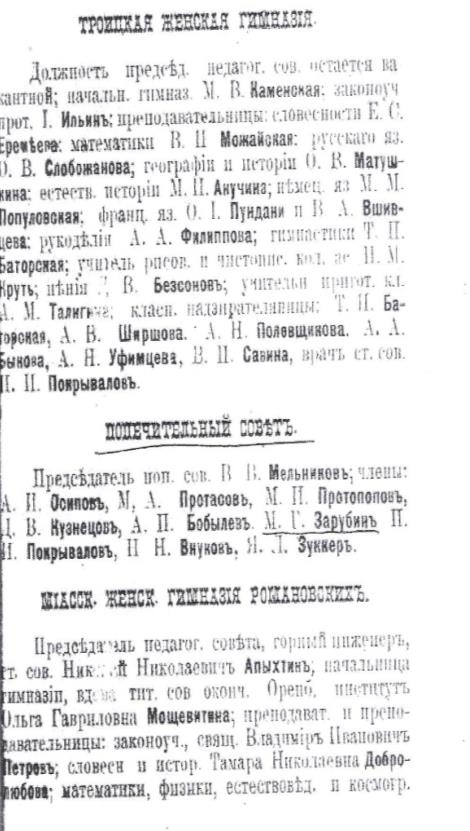 ТРОИЦКАЯ ЖЕНСКАЯ ГИМНАЗІЯ.
Должность предсѣд. педагог. сов. остается ва
кантной; начальн. гимназ. М. В. Каменская; законоуч
прот. І. Ильинъ; преподавательницы: словесности Е. С.
Еремѣева: математики В. П Можайская: русскаго яз.
О. В. Слобожанова; географіи и исторіи О. В. Матуш-
кина: естеств. исторіи М. П. Анучина; нѣмец. яз М. М.
Популовская; франц. яз. О. І. Пундани и В А. Вшив-
цева; рукодѣлія А. А. Филиппова; гимнастики Т. П.
Баторская; учитель рисов. и чистопис. кол. ас П. М.
Круть; пѣнія В. Безсоновъ; учительн пригот. кл.
А. М. Талигина; класн. надзирательницы: Т. П. Ба-
торская, А. В. Ширшова. А. Н. Полевщикова. А. А.
Быкова, А. Н. Уфимцева, В. П. Савина, врачъ ст. сов.
П. П. Покрываловъ.
ПОПЕЧИТЕЛЬНЫЙ СОВѢТЪ.
Предсѣдатель поп. сов. В В. Мельниковъ; члены:
А. П. Осиповъ, М, А. Протасовъ, М. П. Протопоповъ,
Д. В. Кузнецовъ, А. П. Бобылевъ. М. Г. Зарубинъ П.
П. Покрываловъ, П Н. Внуковъ, Я. Л. Зуккеръ.
МІАССК. ЖЕНСК. ГИМНАЗІЯ РОМАНОВСКИХЪ.
Предсѣдатель педагог. совѣта, горный инженеръ,
ст. сов. Николай Николаевичъ Апыхтинъ; начальница
гимназіи, вдова тит. сов оконч. Оренб. институтъ
Ольга Гавриловна Мощевитина; преподават. и препо-
давательницы: законоуч., свящ. Владиміръ Ивановичъ
Петровъ; словесн и истор. Тамара Николаевна Добро-
любова; математики, физики, естествовѣд. и космогр.